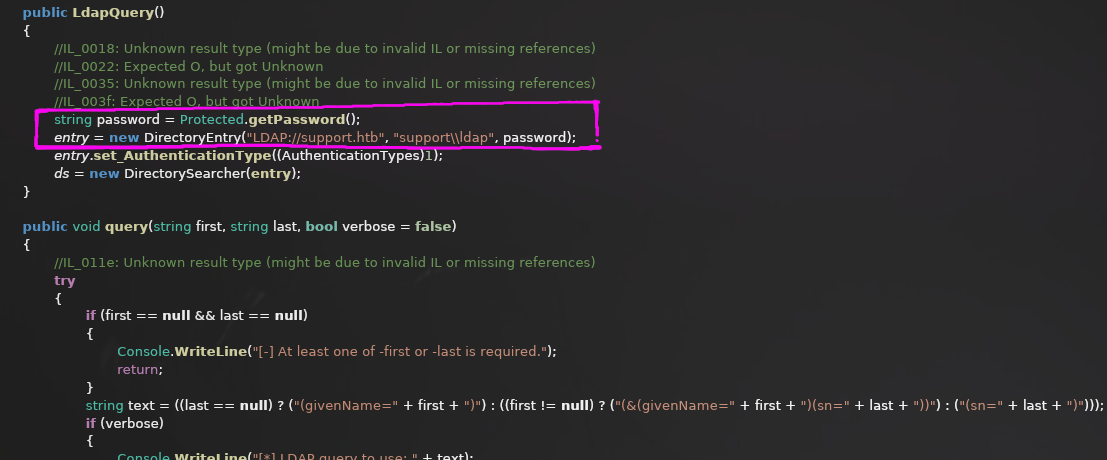 public LdapQuery()
{
//IL_0018: Unknown result type (might be due to invalid IL or missing references)
//IL_0022: Expected O, but got Unknown
//IL_0035: Unknown result type (might be due to invalid IL or missing references)
//IL_003f: Expected O, but got Unknown
string password = Protected.getPassword();
entry = new DirectoryEntry("LDAP://support.htb", "support\\ldap", password);
entry.set_AuthenticationType((AuthenticationTypes)1);
ds = new DirectorySearcher(entry);
}
public void query(string first, string last, bool verbose = false)
{
//IL_011e: Unknown result type (might be due to invalid IL or missing references)
try
{
if (first == null && last == null)
{
Console.WriteLine("[-] At least one of -first or -last is required.");
return;
}
string text = ((last == null) ? ("(givenName=" + first + ")") : ((first != null) ? ("(&(givenName=" + first + ")(sn=" + last + "))") : ("(sn=" + last + ")")));
if (verbose)
{
Console.WriteLine("[*] LDAP query to use: " + text);